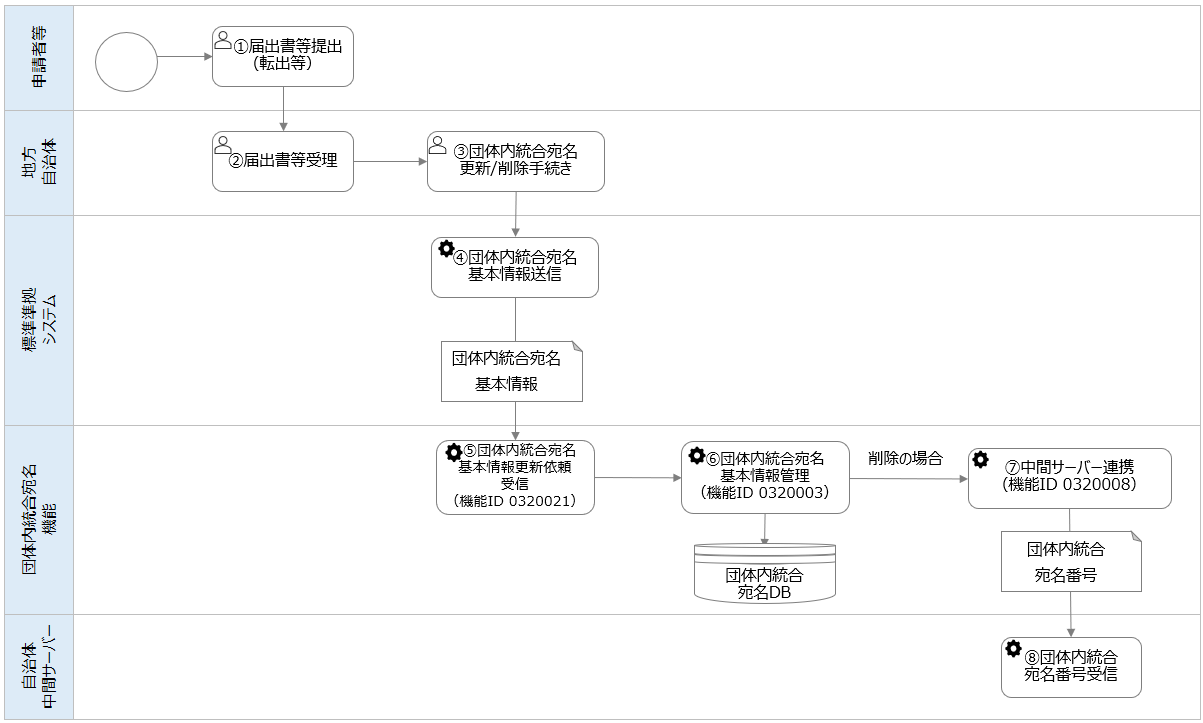 申請者等
①届出書等提出
（転出等）
地方
自治体
②届出書等受理
③団体内統合宛名
更新/削除手続き
標準準拠
システム
④団体内統合宛名
基本情報送信
団体内統合宛名
基本情報
団体内統合宛名
機能
⑤団体内統合宛名
基本情報更新依頼
受信
（機能ID 0320021）
⑥団体内統合宛名
基本情報管理
（機能ID 0320003）
削除の場合
⑦中間サーバー連携
（機能ID 0320008）
団体内統合
宛名DB
団体内統合
宛名番号
自治体
中間サーバー
⑧団体内統合
宛名番号受信